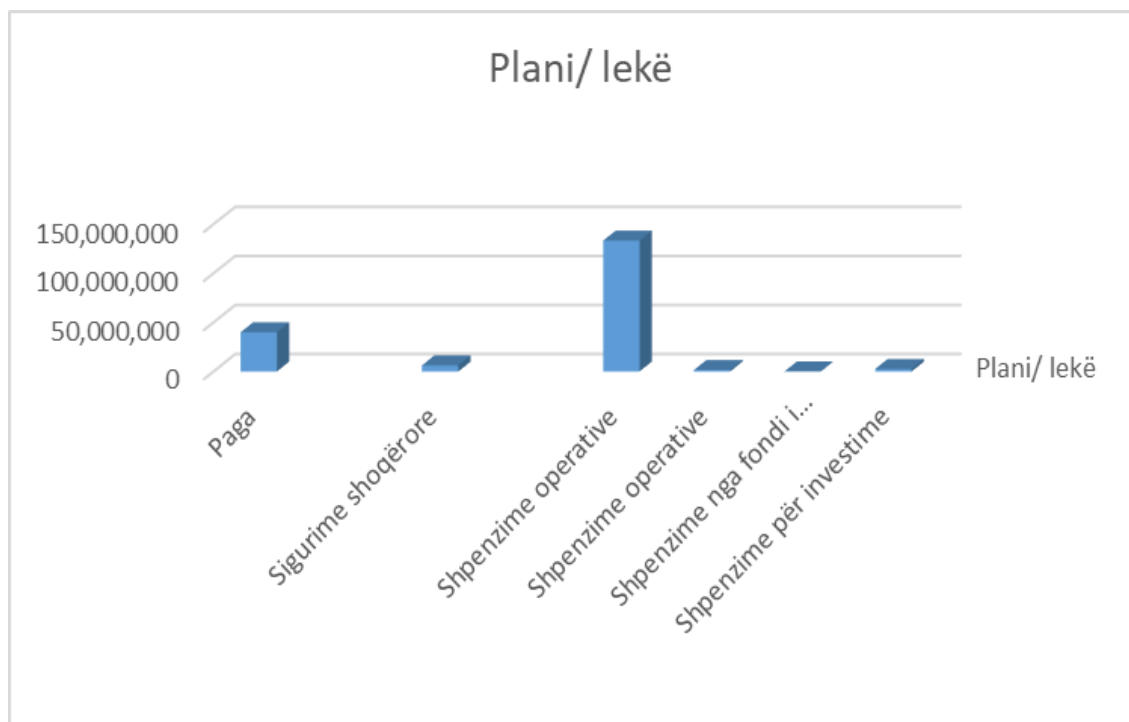 Plani/ lekë
150,000,000
100,000,000
50,000,000
0
Plani/ lekë
Paga
Sigurime shoqërore
Shpenzime operative
Shpenzime operative
Shpenzime nga fondi i...
Shpenzime për investime